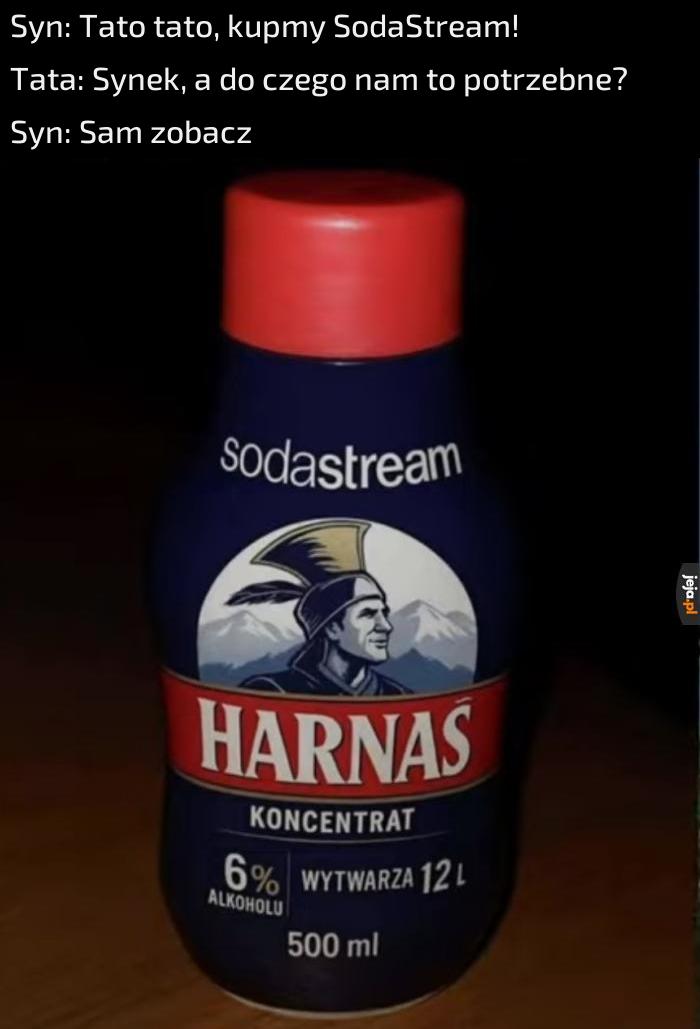 Syn: Tato tato, kupmy SodaStream!
Tata: Synek, a do czego nam to potrzebne?
Syn: Sam zobacz
sodastream
HARNAŚ
KONCENTRAT
6% ALKOHOLU
WYTWARZA 12 L
500 ml
jeja.pl